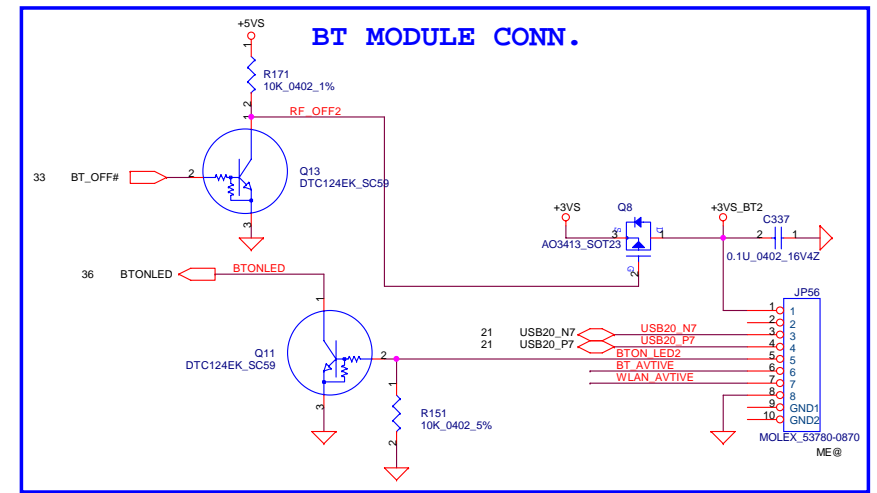 BT MODULE CONN.
+5VS
1
R171
10K_0402_1%
2
RF_OFF2
1
33 BT_OFF# 2
Q13
DTC124EK_SC59
3
+3VS Q8 +3VS_BT2
C337
3 S D 1 2 1
AO3413_SOT23
G
2
0.1U_0402_16V4Z
36 BTONLED BTONLED
1
JP56
1 1
2 2
21 USB20_N7 USB20_N7 3 3
21 USB20_P7 USB20_P7 4 4
BTON_LED2 5 5
BT_AVTIVE 6 6
WLAN_AVTIVE 7 7
8 8
9 GND1
10 GND2
MOLEX_53780-0870
ME@
Q11
DTC124EK_SC59
2
3
1
R151
10K_0402_5%
2